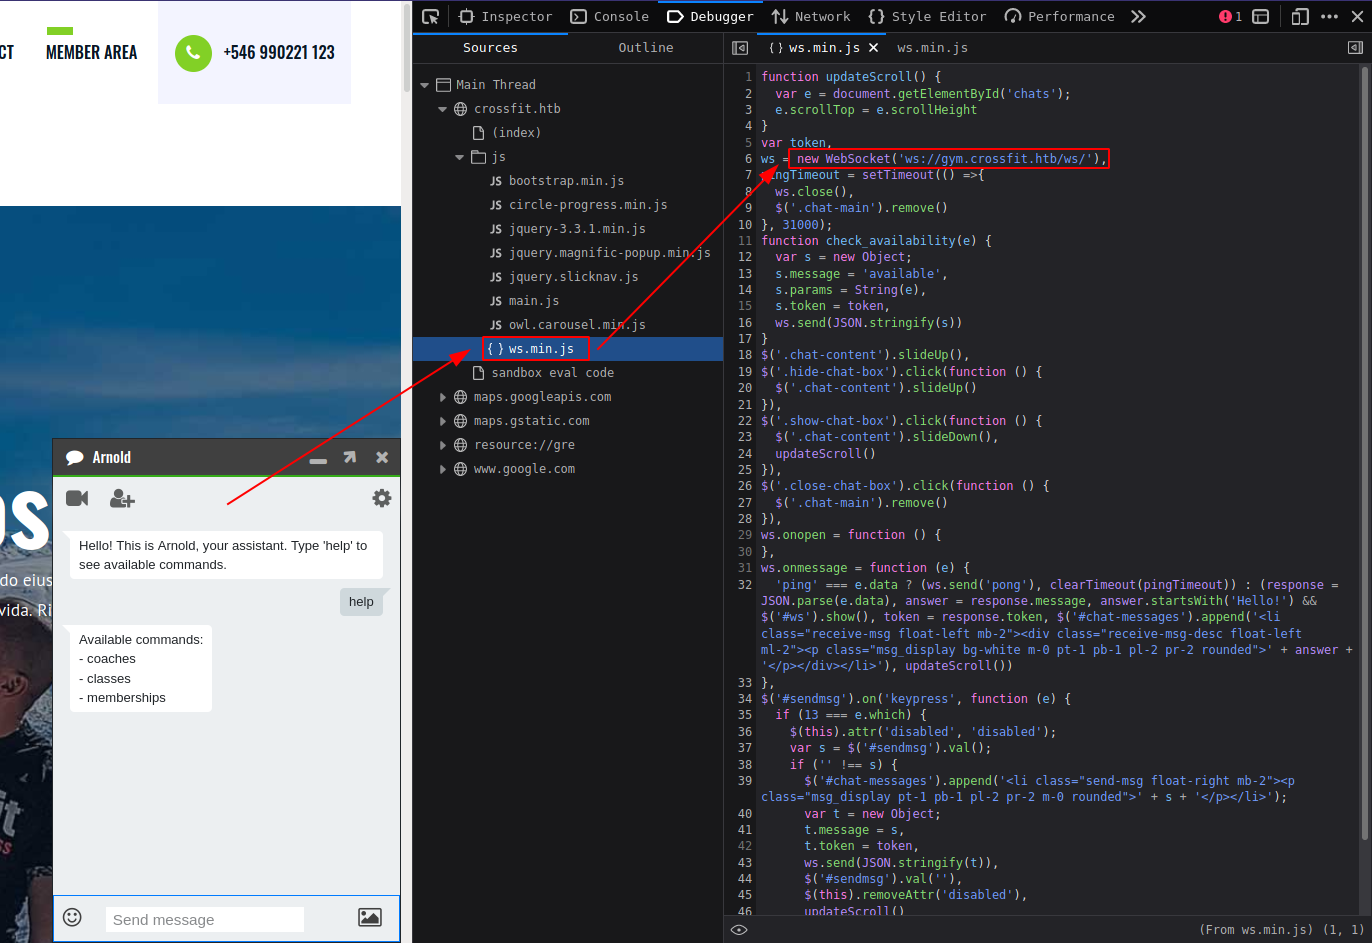 CT
MEMBER AREA
+546 990221 123
do eius
vida. Ri
Arnold
Hello! This is Arnold, your assistant. Type 'help' to
see available commands.
help
Available commands:
- coaches
- classes
- memberships
Send message
Inspector
Console
Debugger
Network
Style Editor
Performance
1
Sources
Outline
Main Thread
crossfit.htb
(index)
js
JS bootstrap.min.js
JS circle-progress.min.js
JS jquery-3.3.1.min.js
JS jquery.magnific-popup.min.js
JS jquery.slicknav.js
JS main.js
JS owl.carousel.min.js
{ } ws.min.js
sandbox eval code
maps.googleapis.com
maps.gstatic.com
resource://gre
www.google.com
{ } ws.min.js
ws.min.js
1 function updateScroll() {
2 var e = document.getElementById('chats');
3 e.scrollTop = e.scrollHeight
4 }
5 var token,
6 ws = new WebSocket('ws://gym.crossfit.htb/ws/'),
7 pingTimeout = setTimeout(() =>{
8 ws.close(),
9 $('.chat-main').remove()
10 }, 31000);
11 function check_availability(e) {
12 var s = new Object;
13 s.message = 'available',
14 s.params = String(e),
15 s.token = token,
16 ws.send(JSON.stringify(s))
17 }
18 $('.chat-content').slideUp(),
19 $('.hide-chat-box').click(function () {
20 $('.chat-content').slideUp()
21 }),
22 $('.show-chat-box').click(function () {
23 $('.chat-content').slideDown(),
24 updateScroll()
25 }),
26 $('.close-chat-box').click(function () {
27 $('.chat-main').remove()
28 }),
29 ws.onopen = function () {
30 },
31 ws.onmessage = function (e) {
32 'ping' === e.data ? (ws.send('pong'), clearTimeout(pingTimeout)) : (response =
JSON.parse(e.data), answer = response.message, answer.startsWith('Hello!') &&
$('#ws').show(), token = response.token, $('#chat-messages').append('<li
class="receive-msg float-left mb-2"><div class="receive-msg-desc float-left
ml-2"><p class="msg_display bg-white m-0 pt-1 pb-1 pl-2 pr-2 rounded">' + answer +
'</p></div></li>'), updateScroll())
33 },
34 $('#sendmsg').on('keypress', function (e) {
35 if (13 === e.which) {
36 $(this).attr('disabled', 'disabled');
37 var s = $('#sendmsg').val();
38 if ('' !== s) {
39 $('#chat-messages').append('<li class="send-msg float-right mb-2"><p
class="msg_display pt-1 pb-1 pl-2 pr-2 m-0 rounded">' + s + '</p></li>');
40 var t = new Object;
41 t.message = s,
42 t.token = token,
43 ws.send(JSON.stringify(t)),
44 $('#sendmsg').val(''),
45 $(this).removeAttr('disabled'),
46 updateScroll()
(From ws.min.js) (1, 1)